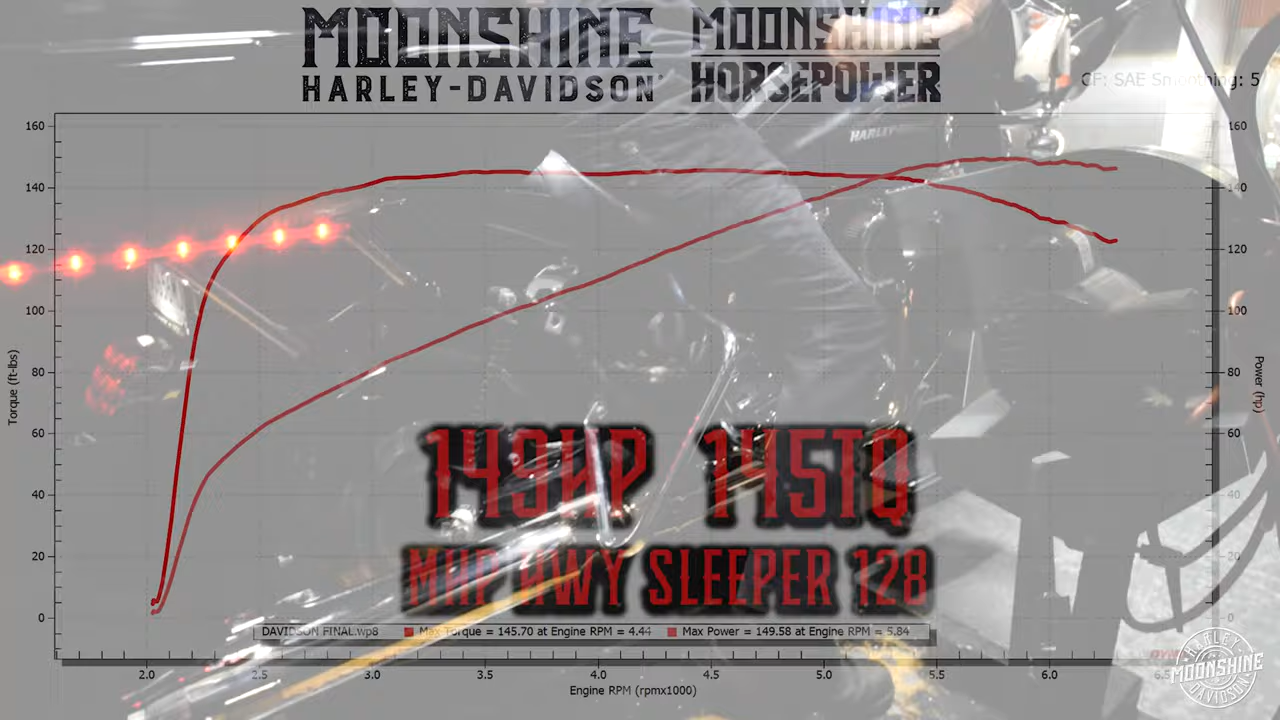 MOONSHINE
HARLEY-DAVIDSON
MOONSHINE
HORSEPOWER
CF: SAE Smoothing: 5
HARLEY
160
140
120
100
80
60
40
20
0
Torque (ft-lbs)
160
140
120
100
80
60
40
20
0
Power (hp)
149HP 145TQ
MHP HWY SLEEPER 128
DAVIDSON FINAL.wp8 Max Torque = 145.70 at Engine RPM = 4.44 Max Power = 149.58 at Engine RPM = 5.84
2.0 2.5 3.0 3.5 4.0 4.5 5.0 5.5 6.0 6.5
Engine RPM (rpmx1000)
HARLEY
MOONSHINE
DAVIDSON